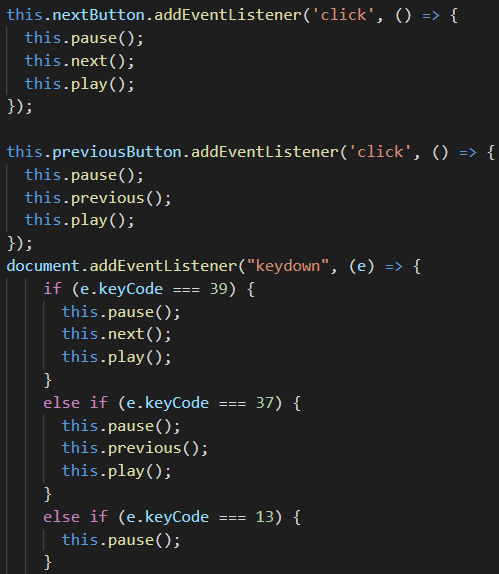 this.nextButton.addEventListener('click', () => {
  this.pause();
  this.next();
  this.play();
});

this.previousButton.addEventListener('click', () => {
  this.pause();
  this.previous();
  this.play();
});
document.addEventListener("keydown", (e) => {
    if (e.keyCode === 39) {
      this.pause();
      this.next();
      this.play();
    }
    else if (e.keyCode === 37) {
      this.pause();
      this.previous();
      this.play();
    }
    else if (e.keyCode === 13) {
      this.pause();
    }